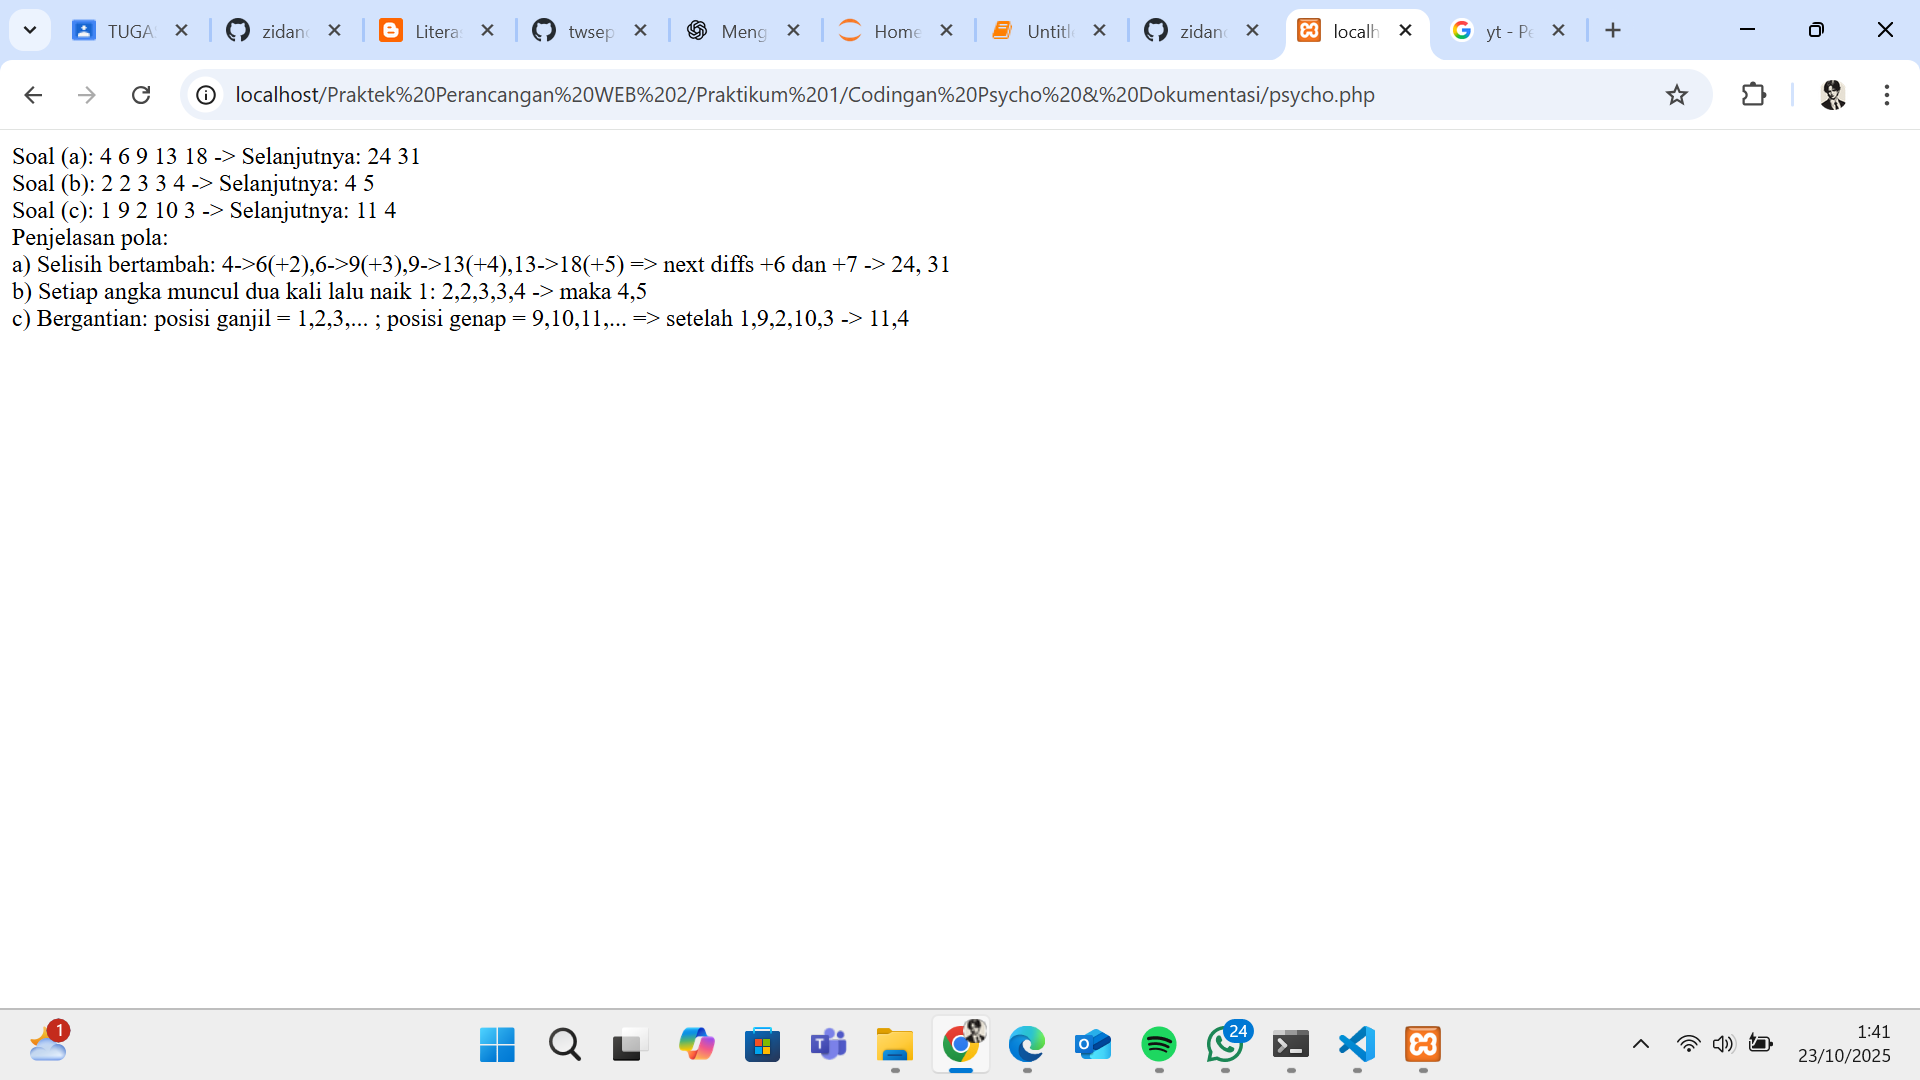 TUGA
zidan
Litera
twsep
Meng
Home
Untitl
zidan
localh
yt - Pe
localhost/Praktek%20Perancangan%20WEB%202/Praktikum%201/Codingan%20Psycho%20&%20Dokumentasi/psycho.php
Soal (a): 4 6 9 13 18 -> Selanjutnya: 24 31
Soal (b): 2 2 3 3 4 -> Selanjutnya: 4 5
Soal (c): 1 9 2 10 3 -> Selanjutnya: 11 4
Penjelasan pola:
a) Selisih bertambah: 4->6(+2),6->9(+3),9->13(+4),13->18(+5) => next diffs +6 dan +7 -> 24, 31
b) Setiap angka muncul dua kali lalu naik 1: 2,2,3,3,4 -> maka 4,5
c) Bergantian: posisi ganjil = 1,2,3,... ; posisi genap = 9,10,11,... => setelah 1,9,2,10,3 -> 11,4
1
24
1:41
23/10/2025